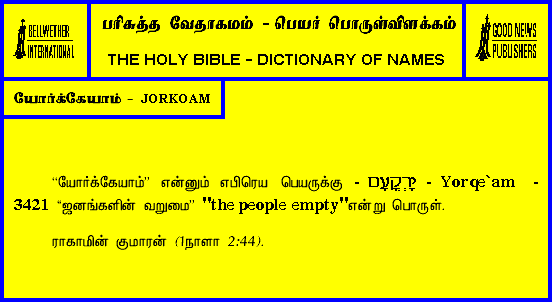 BELLWETHER
INTERNATIONAL
பரிசுத்த வேதாகமம் - பெயர் பொருள்விளக்கம்
THE HOLY BIBLE - DICTIONARY OF NAMES
GOOD NEWS
PUBLISHERS
யோர்க்கேயாம் - JORKOAM
“யோர்க்கேயாம்” என்னும் எபிரெய பெயருக்கு - יׇרְקֳעָם - Yorqe`am -
3421 “ஜனங்களின் வறுமை” "the people empty"என்று பொருள்.
ராகாமின் குமாரன் (1நாளா 2:44).